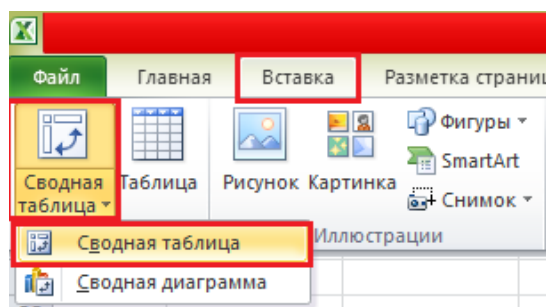 Файл Главная Вставка Разметка страниц
Сводная таблица
Таблица
Рисунок
Картинка
Фигуры
SmartArt
Снимок
Иллюстрации
Сводная таблица
Сводная диаграмма